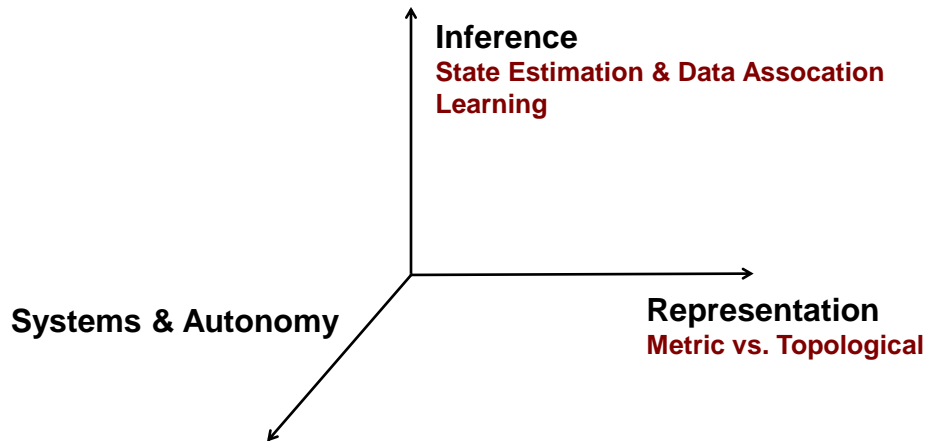 Inference
State Estimation & Data Assocation
Learning
Systems & Autonomy
Representation
Metric vs. Topological